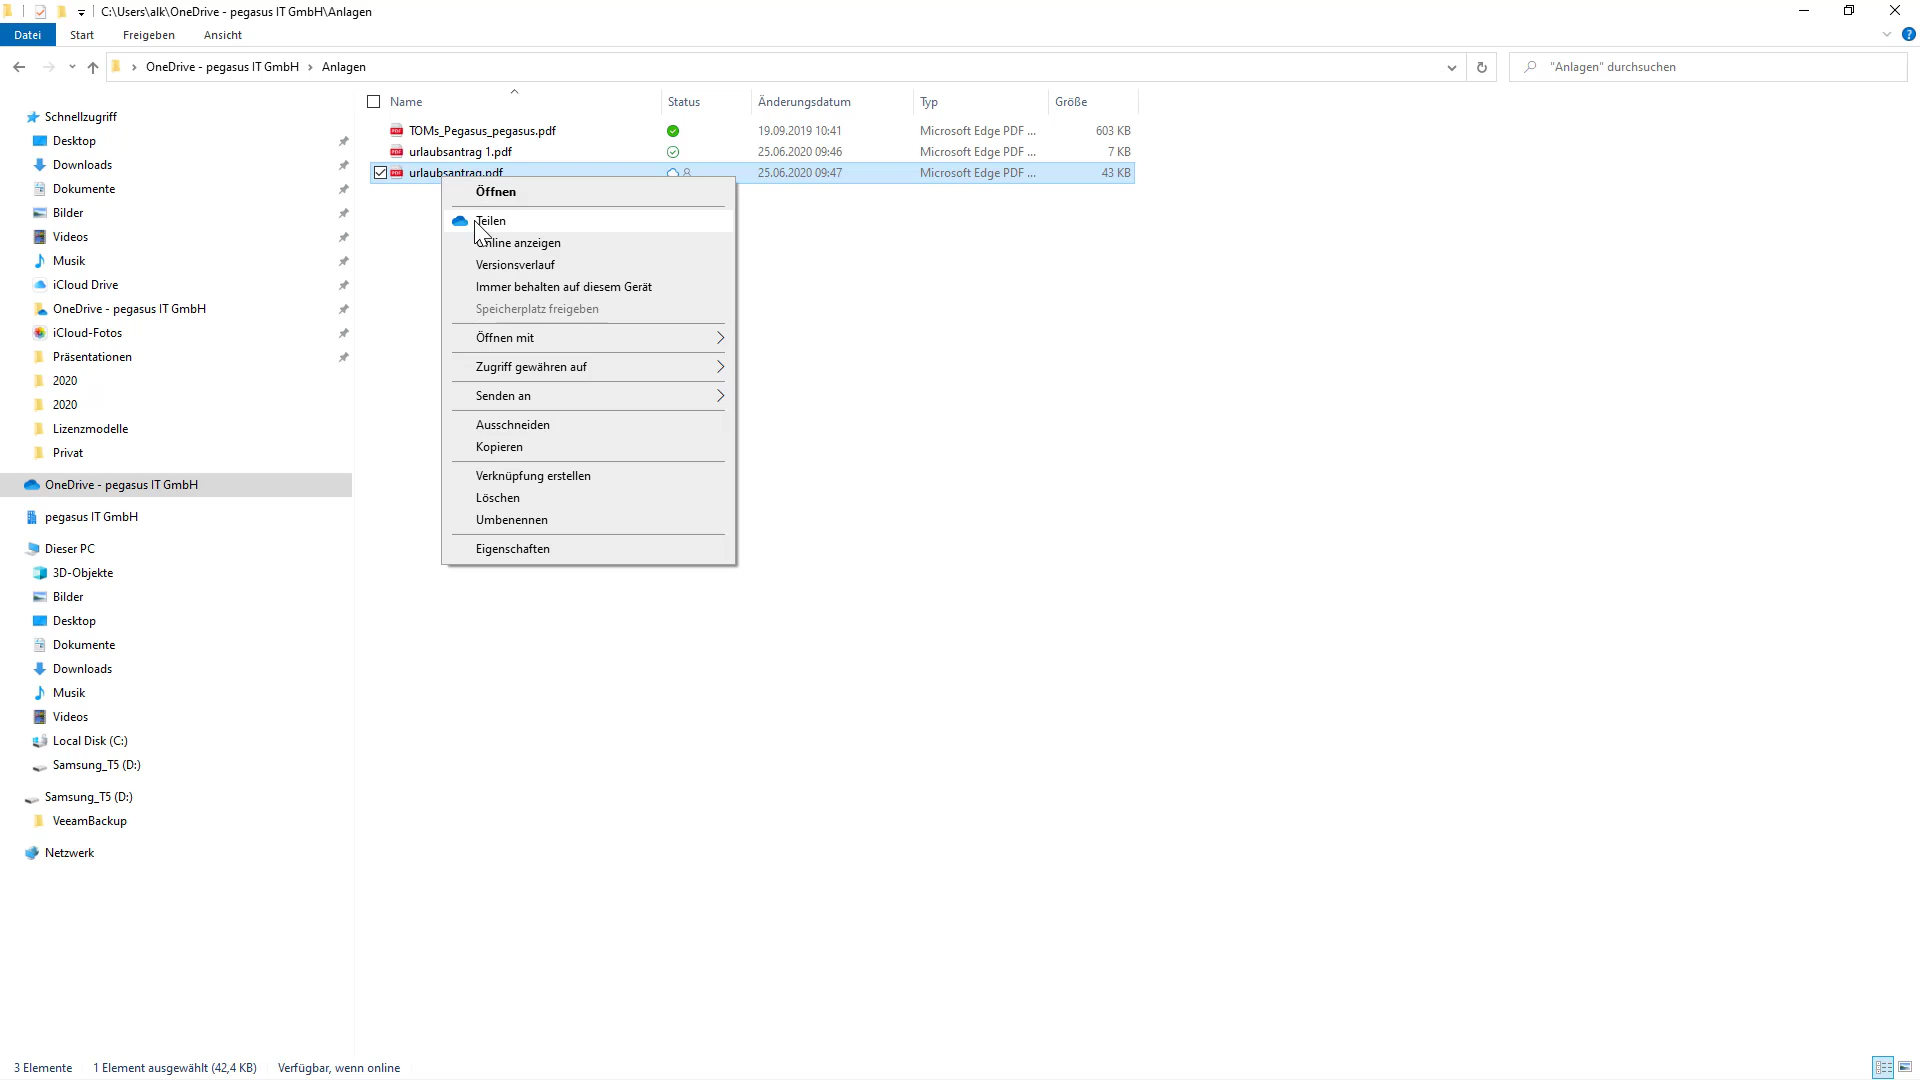 C:\Users\alk\OneDrive - pegasus IT GmbH\Anlagen
Datei Start Freigeben Ansicht ?
OneDrive - pegasus IT GmbH > Anlagen
"Anlagen" durchsuchen
Name Status Änderungsdatum Typ Größe
TOMs_Pegasus_pegasus.pdf 19.09.2019 10:41 Microsoft Edge PDF ... 603 KB
urlaubsantrag 1.pdf 25.06.2020 09:46 Microsoft Edge PDF ... 7 KB
urlaubsantrag.pdf 25.06.2020 09:47 Microsoft Edge PDF ... 43 KB
Öffnen
Teilen
Online anzeigen
Versionsverlauf
Immer behalten auf diesem Gerät
Speicherplatz freigeben
Öffnen mit
Zugriff gewähren auf
Senden an
Ausschneiden
Kopieren
Verknüpfung erstellen
Löschen
Umbenennen
Eigenschaften
Schnellzugriff
Desktop
Downloads
Dokumente
Bilder
Videos
Musik
iCloud Drive
OneDrive - pegasus IT GmbH
iCloud-Fotos
Präsentationen
2020
2020
Lizenzmodelle
Privat
OneDrive - pegasus IT GmbH
pegasus IT GmbH
Dieser PC
3D-Objekte
Bilder
Desktop
Dokumente
Downloads
Musik
Videos
Local Disk (C:)
Samsung_T5 (D:)
Samsung_T5 (D:)
VeeamBackup
Netzwerk
3 Elemente 1 Element ausgewählt (42,4 KB) Verfügbar, wenn online